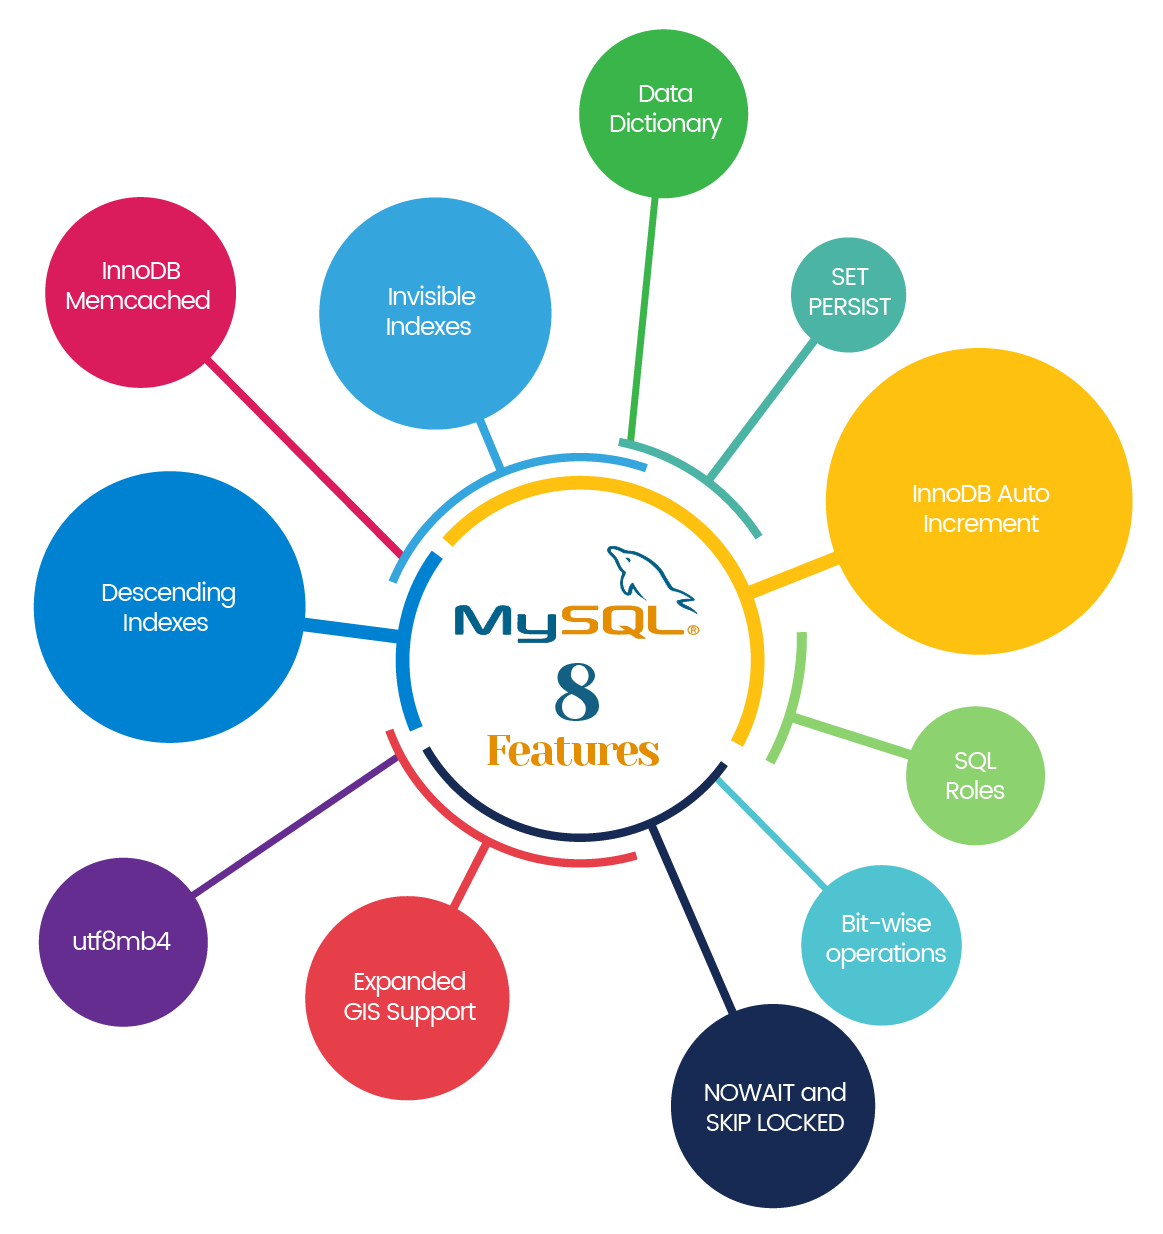 Data
Dictionary
InnoDB
Memcached
Invisible
Indexes
SET
PERSIST
InnoDB Auto
Increment
Descending
Indexes
MySQL®
8
Features
SQL
Roles
utf8mb4
Bit-wise
operations
Expanded
GIS Support
NOWAIT and
SKIP LOCKED